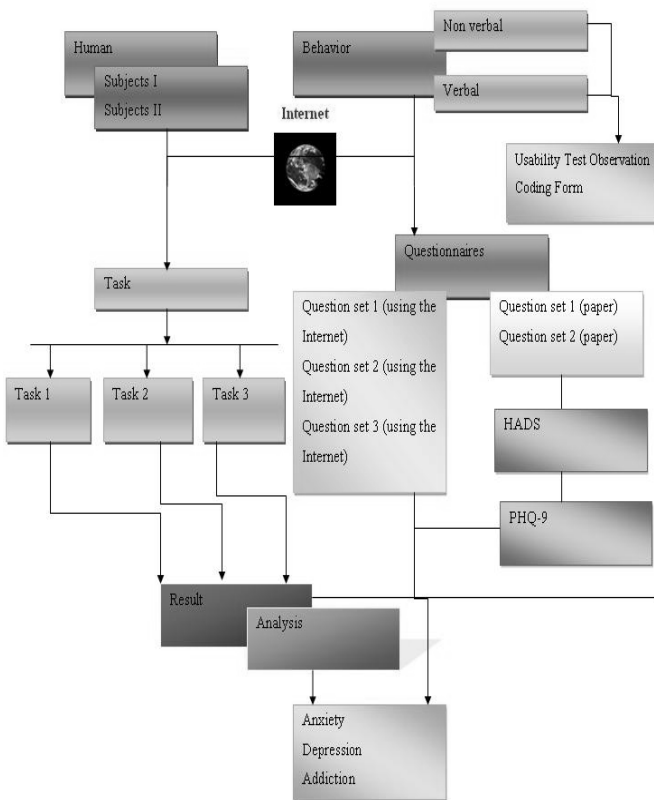 Human
Subjects I
Subjects II
Behavior
Non verbal
Verbal
Internet
Usability Test Observation
Coding Form
Task
Questionnaires
Question set 1 (using the
Internet)
Question set 2 (using the
Internet)
Question set 3 (using the
Internet)
Question set 1 (paper)
Question set 2 (paper)
Task 1
Task 2
Task 3
HADS
PHQ-9
Result
Analysis
Anxiety
Depression
Addiction